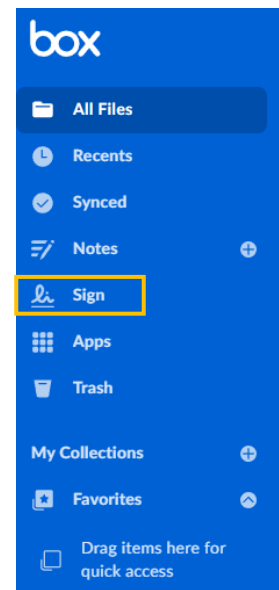 box
All Files
Recents
Synced
Notes
Sign
Apps
Trash
My Collections
Favorites
Drag items here for
quick access